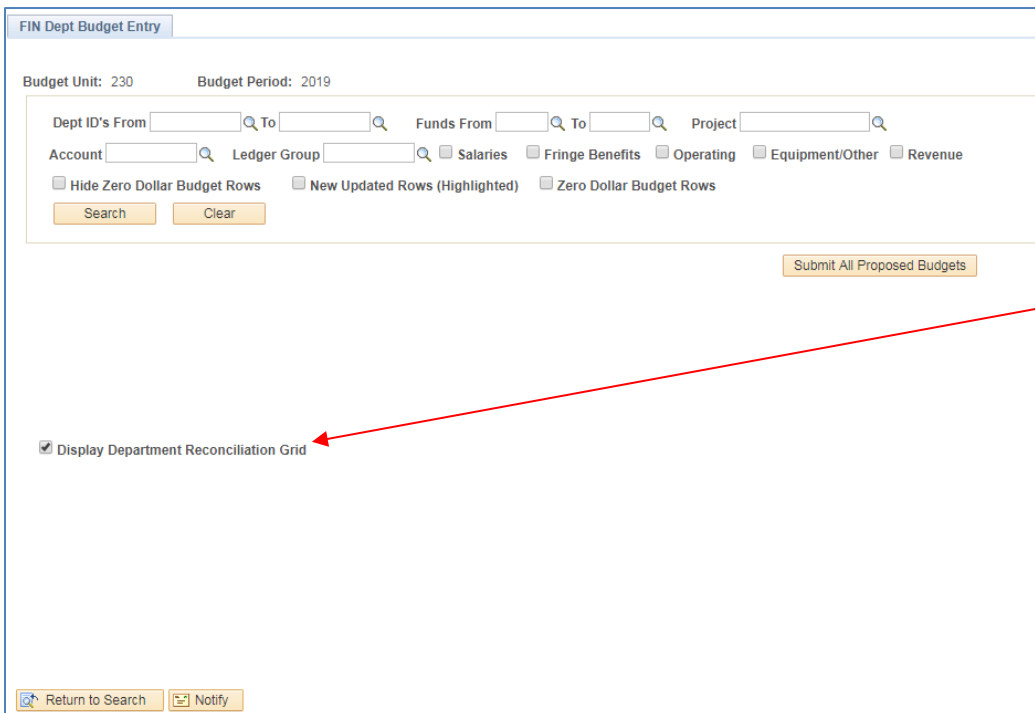 FIN Dept Budget Entry
Budget Unit: 230 Budget Period: 2019
Dept ID's From To Funds From To Project
Account Ledger Group Salaries Fringe Benefits Operating Equipment/Other Revenue
Hide Zero Dollar Budget Rows New Updated Rows (Highlighted) Zero Dollar Budget Rows
Search Clear
Submit All Proposed Budgets
Display Department Reconciliation Grid
Return to Search Notify